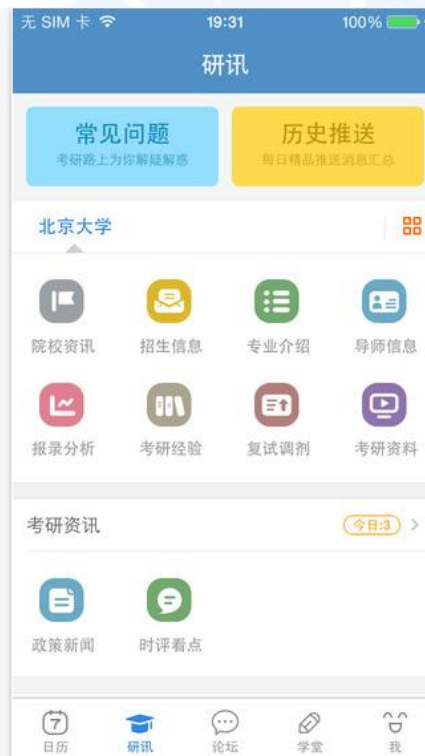 无 SIM 卡 19:31 100%
研讯
常见问题 历史推送
考研路上为你解疑解惑 每日精品推送消息汇总
北京大学
院校资讯 招生信息 专业介绍 导师信息
报录分析 考研经验 复试调剂 考研资料
考研资讯 今日:3
政策新闻 时评看点
7
日历 研讯 论坛 学堂 我